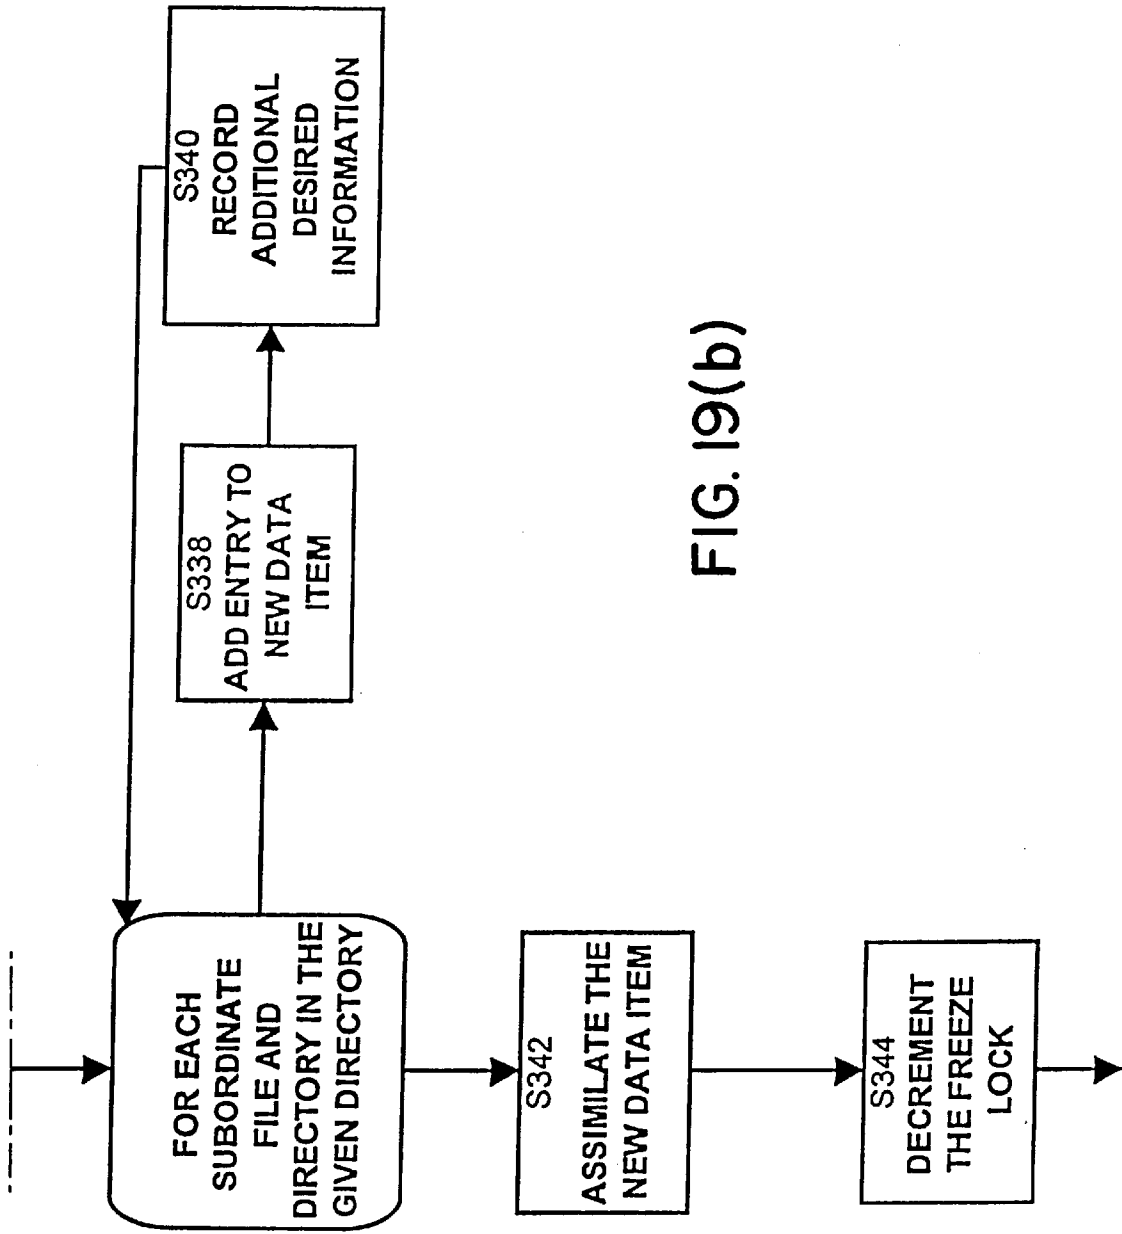 FOR EACH
SUBORDINATE
FILE AND
DIRECTORY IN THE
GIVEN DIRECTORY
S338
ADD ENTRY TO
NEW DATA
ITEM
S340
RECORD
ADDITIONAL
DESIRED
INFORMATION
S342
ASSIMILATE THE
NEW DATA ITEM
S344
DECREMENT
THE FREEZE
LOCK
FIG. 19(b)